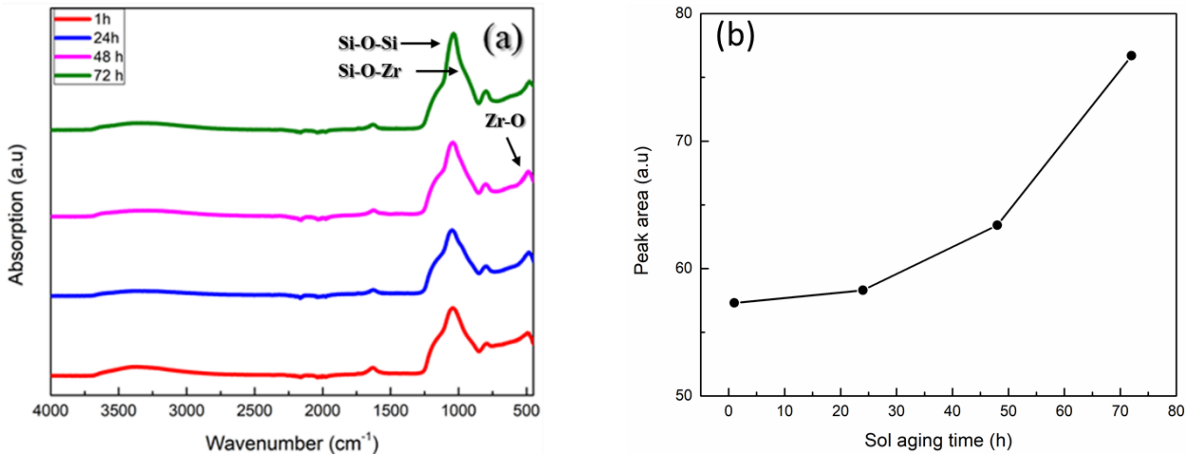 1h
24h
48 h
72 h
(a)
Si-O-Si
Si-O-Zr
Zr-O
Absorption (a.u)
4000 3500 3000 2500 2000 1500 1000 500
Wavenumber (cm⁻¹)
(b)
80
70
60
50
Peak area (a.u)
0 10 20 30 40 50 60 70 80
Sol aging time (h)